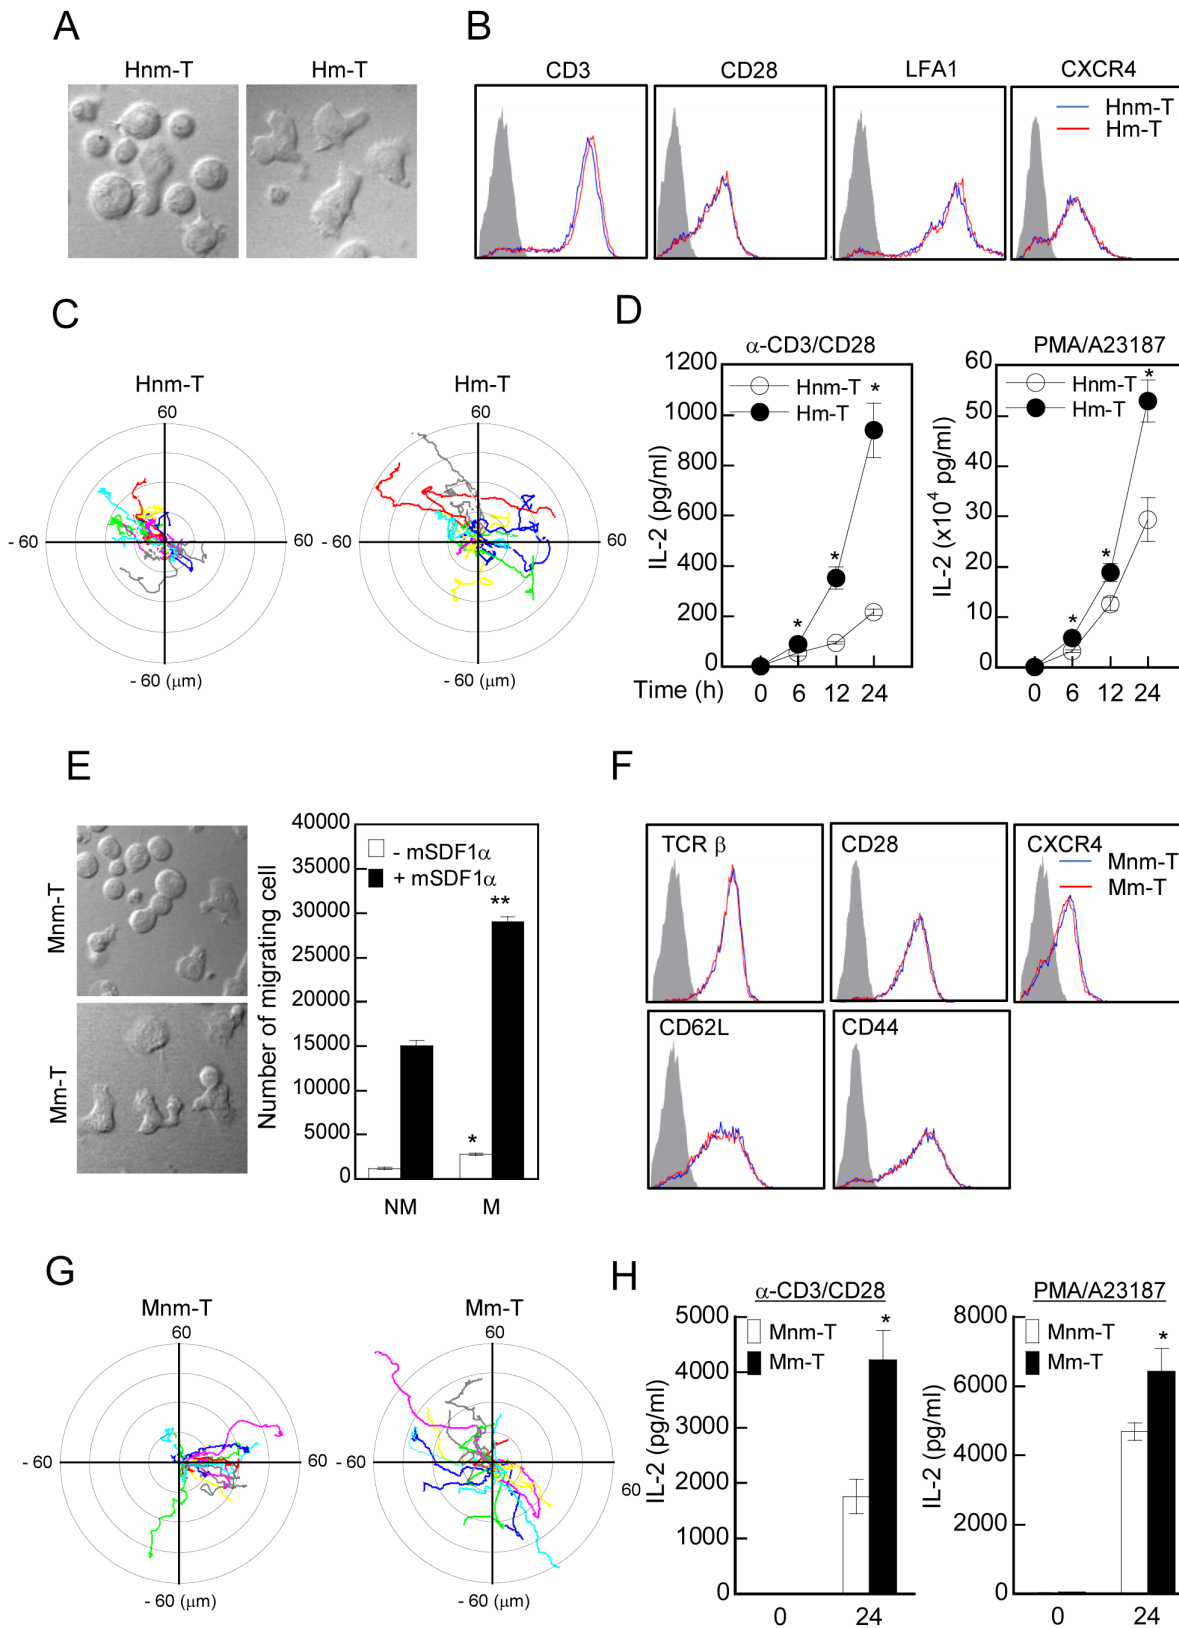 A
Hnm-T Hm-T
B
CD3 CD28 LFA1 CXCR4
Hnm-T
Hm-T
C
Hnm-T
60
- 60 60
- 60 (μm)
Hm-T
60
- 60 60
- 60 (μm)
D
α-CD3/CD28
IL-2 (pg/ml)
1200
1000
800
600
400
200
0
Hnm-T
Hm-T
*
*
*
Time (h) 0 6 12 24
PMA/A23187
IL-2 (x10⁴ pg/ml)
60
50
40
30
20
10
0
Hnm-T
Hm-T
*
*
*
0 6 12 24
E
Mnm-T
Mm-T
Number of migrating cell
40000
35000
30000
25000
20000
15000
10000
5000
0
- mSDF1α
+ mSDF1α
**
*
NM M
F
TCR β CD28 CXCR4
Mnm-T
Mm-T
CD62L CD44
G
Mnm-T
60
- 60 60
- 60 (μm)
Mm-T
60
- 60 60
- 60 (μm)
H
α-CD3/CD28
IL-2 (pg/ml)
5000
4000
3000
2000
1000
0
Mnm-T
Mm-T
*
0 24
PMA/A23187
IL-2 (pg/ml)
8000
6000
4000
2000
0
Mnm-T
Mm-T
*
0 24